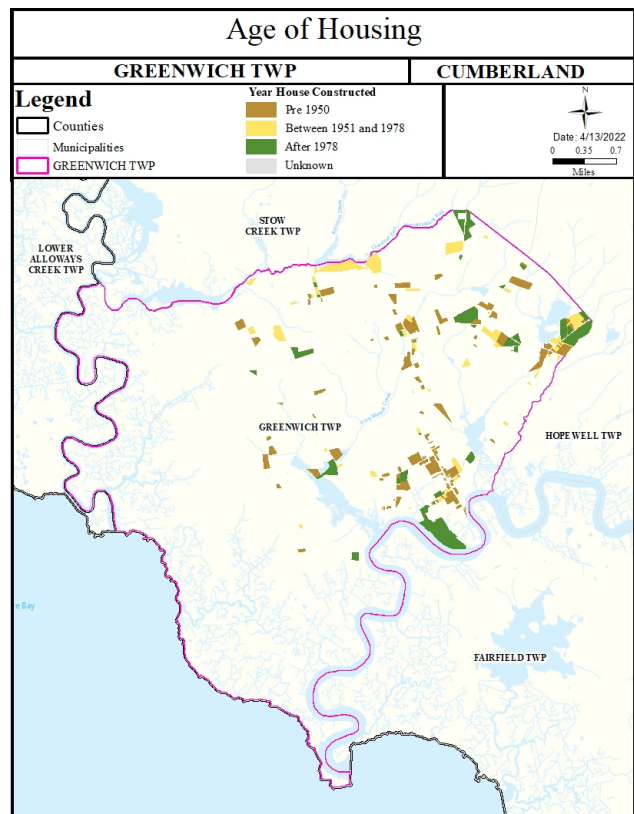 Age of Housing
GREENWICH TWP
CUMBERLAND
Legend
Counties
Municipalities
GREENWICH TWP
Year House Constructed
Pre 1950
Between 1951 and 1978
After 1978
Unknown
N
Date: 4/13/2022
0 0.35 0.7
Miles
STOW
CREEK TWP
LOWER
ALLOWAYS
CREEK TWP
GREENWICH TWP
HOPEWELL TWP
FAIRFIELD TWP
e Bay